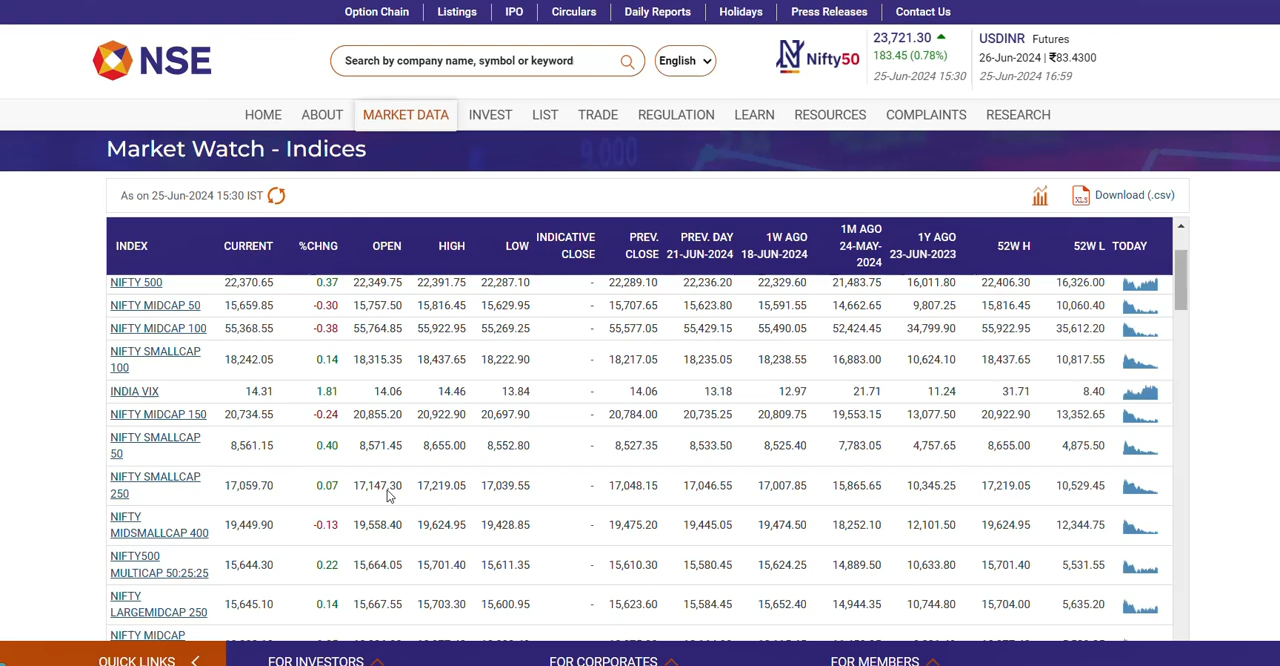 Option Chain Listings IPO Circulars Daily Reports Holidays Press Releases Contact Us
NSE
Search by company name, symbol or keyword
English
Nifty50
23,721.30
183.45 (0.78%)
25-Jun-2024 15:30
USDINR Futures
26-Jun-2024 | ₹83.4300
25-Jun-2024 16:59
HOME ABOUT MARKET DATA INVEST LIST TRADE REGULATION LEARN RESOURCES COMPLAINTS RESEARCH
Market Watch - Indices
As on 25-Jun-2024 15:30 IST
XLS Download (.csv)
INDEX CURRENT %CHNG OPEN HIGH LOW INDICATIVE CLOSE PREV. CLOSE PREV. DAY 21-JUN-2024 1W AGO 18-JUN-2024 1M AGO 24-MAY-2024 1Y AGO 23-JUN-2023 52W H 52W L TODAY
NIFTY 500 22,370.65 0.37 22,349.75 22,391.75 22,287.10 - 22,289.10 22,236.20 22,329.60 21,483.75 16,011.80 22,406.30 16,326.00
NIFTY MIDCAP 50 15,659.85 -0.30 15,757.50 15,816.45 15,629.95 - 15,707.65 15,623.80 15,591.55 14,662.65 9,807.25 15,816.45 10,060.40
NIFTY MIDCAP 100 55,368.55 -0.38 55,764.85 55,922.95 55,269.25 - 55,577.05 55,429.15 55,490.05 52,424.45 34,799.90 55,922.95 35,612.20
NIFTY SMALLCAP 100 18,242.05 0.14 18,315.35 18,437.65 18,222.90 - 18,217.05 18,235.05 18,238.55 16,883.00 10,624.10 18,437.65 10,817.55
INDIA VIX 14.31 1.81 14.06 14.46 13.84 - 14.06 13.18 12.97 21.71 11.24 31.71 8.40
NIFTY MIDCAP 150 20,734.55 -0.24 20,855.20 20,922.90 20,697.90 - 20,784.00 20,735.25 20,809.75 19,553.15 13,077.50 20,922.90 13,352.65
NIFTY SMALLCAP 50 8,561.15 0.40 8,571.45 8,655.00 8,552.80 - 8,527.35 8,533.50 8,525.40 7,783.05 4,757.65 8,655.00 4,875.50
NIFTY SMALLCAP 250 17,059.70 0.07 17,147.30 17,219.05 17,039.55 - 17,048.15 17,046.55 17,007.85 15,865.65 10,345.25 17,219.05 10,529.45
NIFTY MIDSMALLCAP 400 19,449.90 -0.13 19,558.40 19,624.95 19,428.85 - 19,475.20 19,445.05 19,474.50 18,252.10 12,101.50 19,624.95 12,344.75
NIFTY500 MULTICAP 50:25:25 15,644.30 0.22 15,664.05 15,701.40 15,611.35 - 15,610.30 15,580.45 15,624.25 14,889.50 10,633.80 15,701.40 5,531.55
NIFTY LARGEMIDCAP 250 15,645.10 0.14 15,667.55 15,703.30 15,600.95 - 15,623.60 15,584.45 15,652.40 14,944.35 10,744.80 15,704.00 5,635.20
NIFTY MIDCAP
QUICK LINKS FOR INVESTORS FOR CORPORATES FOR MEMBERS